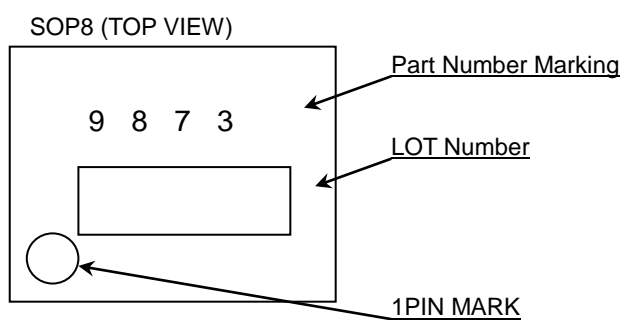 SOP8 (TOP VIEW)
Part Number Marking
9 8 7 3
LOT Number
1PIN MARK